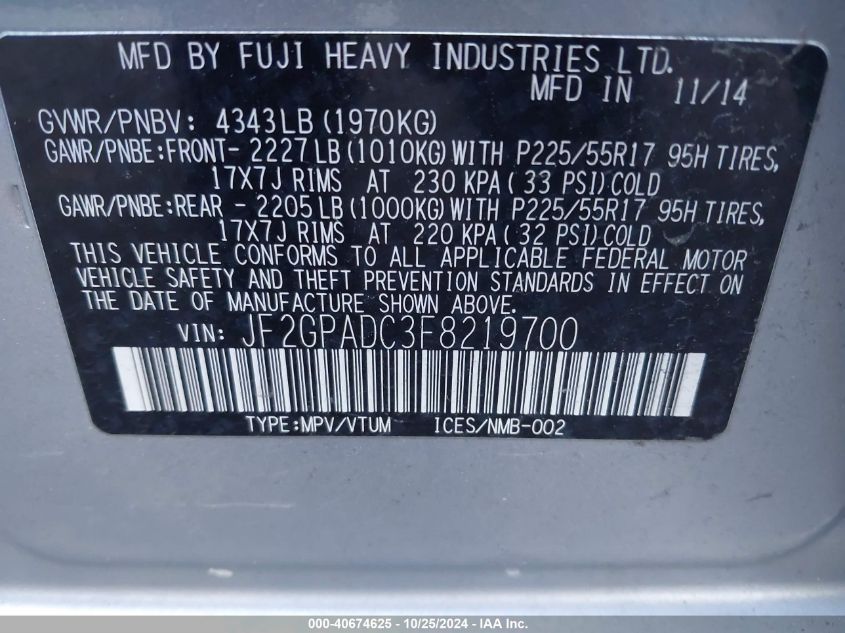 MFD BY FUJI HEAVY INDUSTRIES LTD.
MFD IN 11/14
GVWR/PNBV: 4343LB(1970KG)
GAWR/PNBE:FRONT- 2227LB(1010KG)WITH P225/55R17 95H TIRES,
17X7J RIMS AT 230 KPA(33 PSI)COLD
GAWR/PNBE:REAR - 2205LB(1000KG)WITH P225/55R17 95H TIRES,
17X7J RIMS AT 220 KPA(32 PSI)COLD
THIS VEHICLE CONFORMS TO ALL APPLICABLE FEDERAL MOTOR
VEHICLE SAFETY AND THEFT PREVENTION STANDARDS IN EFFECT ON
THE DATE OF MANUFACTURE SHOWN ABOVE.
VIN: JF2GPADC3F8219700
TYPE:MPV/VTUM ICES/NMB-002
000-40674625 - 10/25/2024 - IAA Inc.